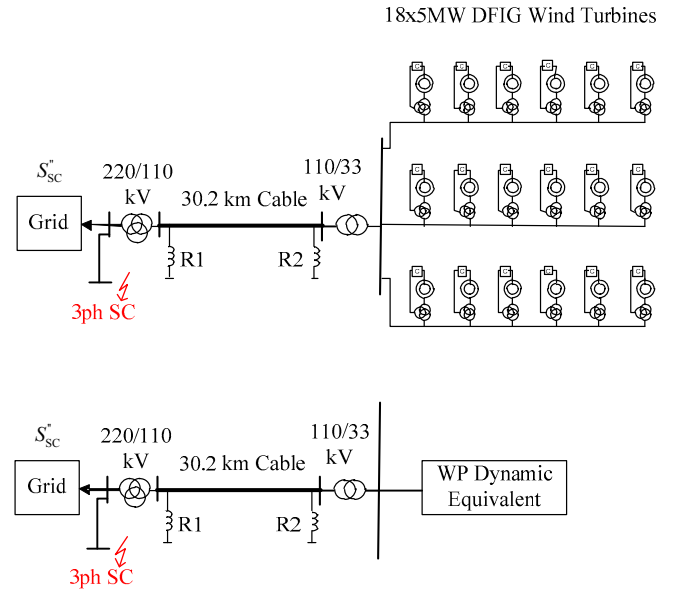 18x5MW DFIG Wind Turbines
C C C C C C
S"SC
220/110
kV
30.2 km Cable
110/33
kV
C C C C C C
Grid
R1
R2
3ph SC
C C C C C C
S"SC
220/110
kV
30.2 km Cable
110/33
kV
Grid
WP Dynamic
Equivalent
R1
R2
3ph SC